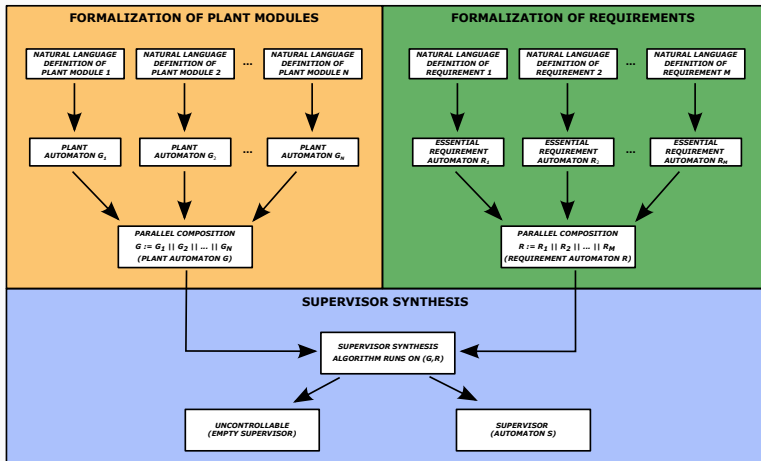 FORMALIZATION OF PLANT MODULES
NATURAL LANGUAGE
DEFINITION OF
PLANT MODULE 1
NATURAL LANGUAGE
DEFINITION OF
PLANT MODULE 2
...
NATURAL LANGUAGE
DEFINITION OF
PLANT MODULE N
PLANT
AUTOMATON G₁
PLANT
AUTOMATON G₂
...
PLANT
AUTOMATON Gₙ
PARALLEL COMPOSITION
G := G₁ || G₂ || ... || Gₙ
(PLANT AUTOMATON G)
FORMALIZATION OF REQUIREMENTS
NATURAL LANGUAGE
DEFINITION OF
REQUIREMENT 1
NATURAL LANGUAGE
DEFINITION OF
REQUIREMENT 2
...
NATURAL LANGUAGE
DEFINITION OF
REQUIREMENT M
ESSENTIAL
REQUIREMENT
AUTOMATON R₁
ESSENTIAL
REQUIREMENT
AUTOMATON R₂
...
ESSENTIAL
REQUIREMENT
AUTOMATON Rₘ
PARALLEL COMPOSITION
R := R₁ || R₂ || ... || Rₘ
(REQUIREMENT AUTOMATON R)
SUPERVISOR SYNTHESIS
SUPERVISOR SYNTHESIS
ALGORITHM RUNS ON (G,R)
UNCONTROLLABLE
(EMPTY SUPERVISOR)
SUPERVISOR
(AUTOMATON S)